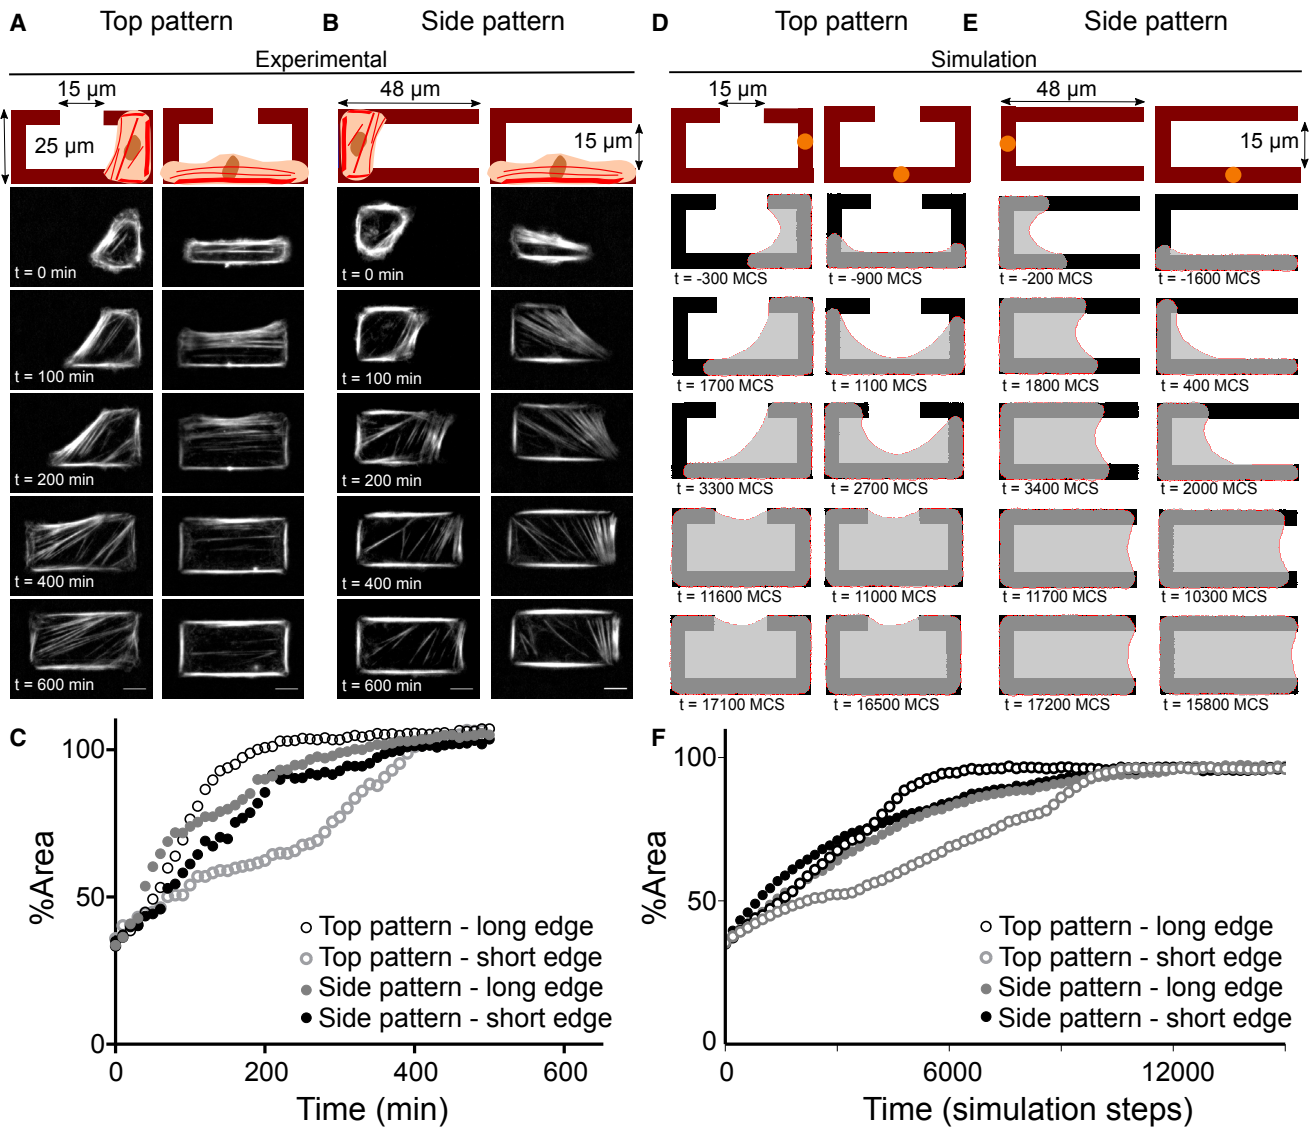 A Top pattern B Side pattern
Experimental
15 µm
48 µm
25 µm
15 µm
t = 0 min
t = 0 min
t = 100 min
t = 100 min
t = 200 min
t = 200 min
t = 400 min
t = 400 min
t = 600 min
t = 600 min
D Top pattern E Side pattern
Simulation
15 µm
48 µm
15 µm
t = -300 MCS t = -900 MCS t = -200 MCS t = -1600 MCS
t = 1700 MCS t = 1100 MCS t = 1800 MCS t = 400 MCS
t = 3300 MCS t = 2700 MCS t = 3400 MCS t = 2000 MCS
t = 11600 MCS t = 11000 MCS t = 11700 MCS t = 10300 MCS
t = 17100 MCS t = 16500 MCS t = 17200 MCS t = 15800 MCS
C
100
50
0
%Area
Top pattern - long edge
Top pattern - short edge
Side pattern - long edge
Side pattern - short edge
0 200 400 600
Time (min)
F
100
50
0
%Area
Top pattern - long edge
Top pattern - short edge
Side pattern - long edge
Side pattern - short edge
0 6000 12000
Time (simulation steps)